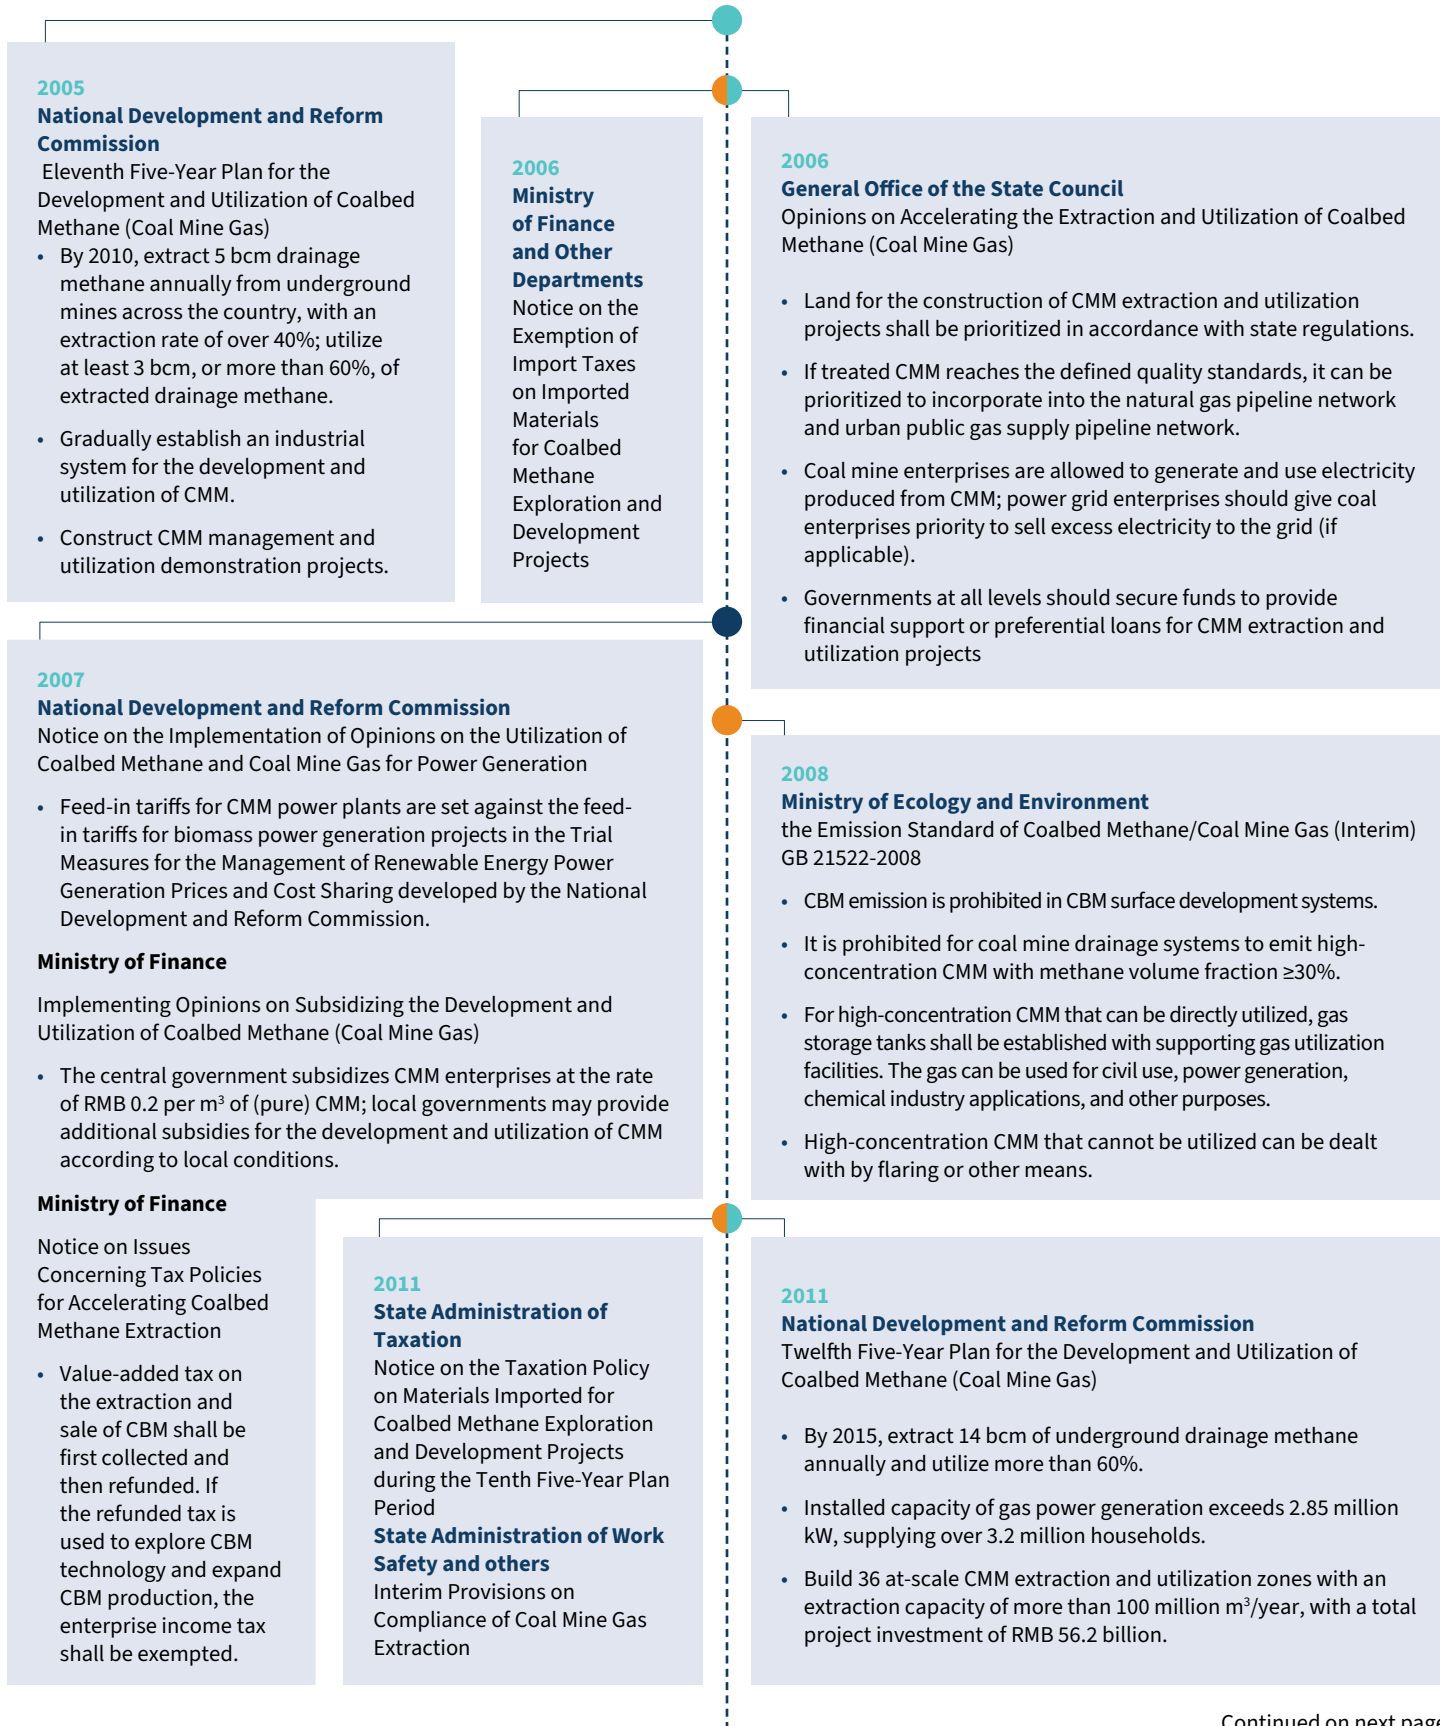 2005
National Development and Reform
Commission
Eleventh Five-Year Plan for the
Development and Utilization of Coalbed
Methane (Coal Mine Gas)
• By 2010, extract 5 bcm drainage
methane annually from underground
mines across the country, with an
extraction rate of over 40%; utilize
at least 3 bcm, or more than 60%, of
extracted drainage methane.
• Gradually establish an industrial
system for the development and
utilization of CMM.
• Construct CMM management and
utilization demonstration projects.
2006
Ministry
of Finance
and Other
Departments
Notice on the
Exemption of
Import Taxes
on Imported
Materials
for Coalbed
Methane
Exploration and
Development
Projects
2006
General Office of the State Council
Opinions on Accelerating the Extraction and Utilization of Coalbed
Methane (Coal Mine Gas)
• Land for the construction of CMM extraction and utilization
projects shall be prioritized in accordance with state regulations.
• If treated CMM reaches the defined quality standards, it can be
prioritized to incorporate into the natural gas pipeline network
and urban public gas supply pipeline network.
• Coal mine enterprises are allowed to generate and use electricity
produced from CMM; power grid enterprises should give coal
enterprises priority to sell excess electricity to the grid (if
applicable).
• Governments at all levels should secure funds to provide
financial support or preferential loans for CMM extraction and
utilization projects
2007
National Development and Reform Commission
Notice on the Implementation of Opinions on the Utilization of
Coalbed Methane and Coal Mine Gas for Power Generation
• Feed-in tariffs for CMM power plants are set against the feed-
in tariffs for biomass power generation projects in the Trial
Measures for the Management of Renewable Energy Power
Generation Prices and Cost Sharing developed by the National
Development and Reform Commission.
Ministry of Finance
Implementing Opinions on Subsidizing the Development and
Utilization of Coalbed Methane (Coal Mine Gas)
• The central government subsidizes CMM enterprises at the rate
of RMB 0.2 per m³ of (pure) CMM; local governments may provide
additional subsidies for the development and utilization of CMM
according to local conditions.
Ministry of Finance
Notice on Issues
Concerning Tax Policies
for Accelerating Coalbed
Methane Extraction
• Value-added tax on
the extraction and
sale of CBM shall be
first collected and
then refunded. If
the refunded tax is
used to explore CBM
technology and expand
CBM production, the
enterprise income tax
shall be exempted.
2008
Ministry of Ecology and Environment
the Emission Standard of Coalbed Methane/Coal Mine Gas (Interim)
GB 21522-2008
• CBM emission is prohibited in CBM surface development systems.
• It is prohibited for coal mine drainage systems to emit high-
concentration CMM with methane volume fraction ≥30%.
• For high-concentration CMM that can be directly utilized, gas
storage tanks shall be established with supporting gas utilization
facilities. The gas can be used for civil use, power generation,
chemical industry applications, and other purposes.
• High-concentration CMM that cannot be utilized can be dealt
with by flaring or other means.
2011
State Administration of
Taxation
Notice on the Taxation Policy
on Materials Imported for
Coalbed Methane Exploration
and Development Projects
during the Tenth Five-Year Plan
Period
State Administration of Work
Safety and others
Interim Provisions on
Compliance of Coal Mine Gas
Extraction
2011
National Development and Reform Commission
Twelfth Five-Year Plan for the Development and Utilization of
Coalbed Methane (Coal Mine Gas)
• By 2015, extract 14 bcm of underground drainage methane
annually and utilize more than 60%.
• Installed capacity of gas power generation exceeds 2.85 million
kW, supplying over 3.2 million households.
• Build 36 at-scale CMM extraction and utilization zones with an
extraction capacity of more than 100 million m³/year, with a total
project investment of RMB 56.2 billion.
Continued on next page